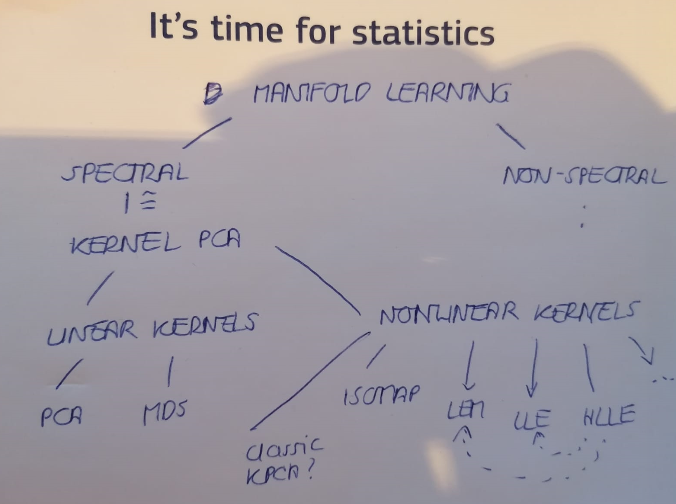 It's time for statistics
MANIFOLD LEARNING
SPECTRAL
NON-SPECTRAL
≅
KERNEL PCA
LINEAR KERNELS
NONLINEAR KERNELS
PCA
MDS
ISOMAP
LEM
LLE
HLLE
...
Classic
KPCA?